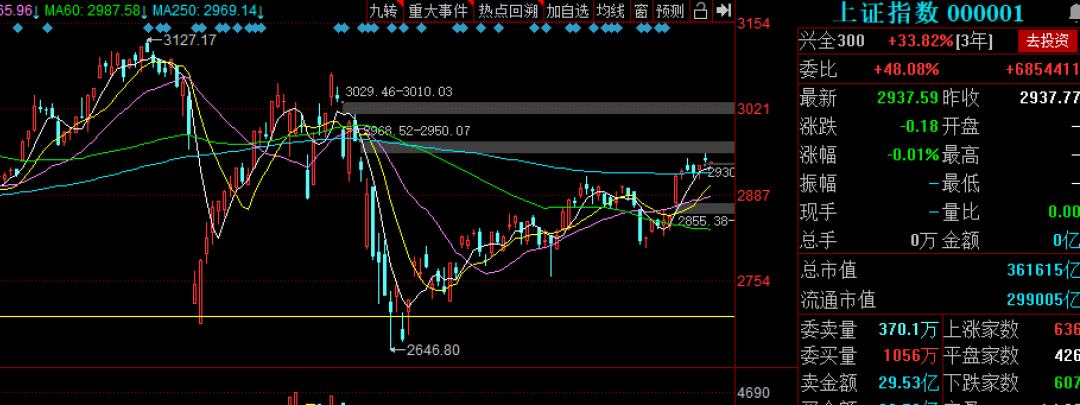 65.96↓ MA60: 2987.58↓ MA250: 2969.14↓
九转 重大事件 热点回溯 加自选 均线 窗 预测
3127.17
3029.46-3010.03
2968.52-2950.07
2930
2855.38-
2646.80
3154
3021
2887
2754
4690
上证指数 000001
兴全300 +33.82%[3年] 去投资
委比 +48.08% +6854411
最新 2937.59 昨收 2937.77
涨跌 -0.18 开盘 —
涨幅 -0.01% 最高 —
振幅 — 最低 —
现手 — 量比 0.00
总手 0万 金额 0亿
总市值 361615亿
流通市值 299005亿
委卖量 370.1万 上涨家数 636
委买量 1056万 平盘家数 426
卖金额 29.53亿 下跌家数 607